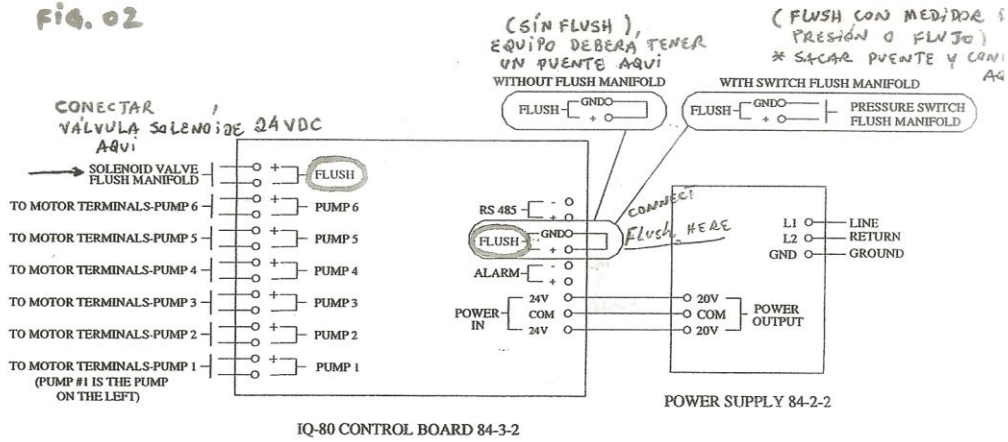 FiG. 02
(SÍN FLUSH),
EQUIPO DEBERÁ TENER
UN PUENTE AQUÍ
WITHOUT FLUSH MANIFOLD
FLUSH GND
+
(FLUSH CON MEDIDOR
PRESIÓN O FLUJO)
* SACAR PUENTE Y
WITH SWITCH FLUSH MANIFOLD
FLUSH GND PRESSURE SWITCH
+ FLUSH MANIFOLD
CONECTAR
VÁLVULA SOLENOIDE 24 VDC
AQUÍ
SOLENOID VALVE
FLUSH MANIFOLD
+ FLUSH
TO MOTOR TERMINALS-PUMP 6 + PUMP 6
TO MOTOR TERMINALS-PUMP 5 + PUMP 5
TO MOTOR TERMINALS-PUMP 4 + PUMP 4
TO MOTOR TERMINALS-PUMP 3 + PUMP 3
TO MOTOR TERMINALS-PUMP 2 + PUMP 2
TO MOTOR TERMINALS-PUMP 1 + PUMP 1
(PUMP #1 IS THE PUMP
ON THE LEFT)
RS 485 -
+
FLUSH GND
+
CONNECT
FLUSH HERE
ALARM -
+
POWER
IN
24V
COM
24V
L1 LINE
L2 RETURN
GND GROUND
20V
COM
20V
POWER
OUTPUT
POWER SUPPLY 84-2-2
IQ-80 CONTROL BOARD 84-3-2